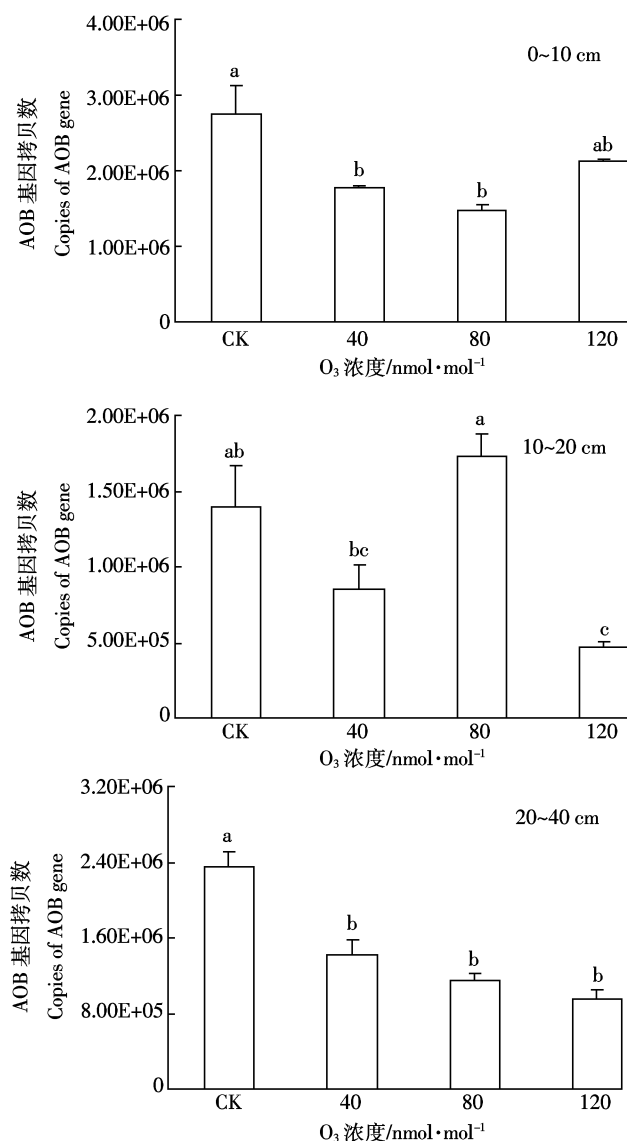 4.00E+06
0~10 cm
a
3.00E+06
b
b
ab
2.00E+06
1.00E+06
0
AOB 基因拷贝数
Copies of AOB gene
CK 40 80 120
O₃ 浓度/nmol·mol⁻¹
2.00E+06
a
10~20 cm
ab
1.50E+06
bc
1.00E+06
5.00E+05
c
0
AOB 基因拷贝数
Copies of AOB gene
CK 40 80 120
O₃ 浓度/nmol·mol⁻¹
3.20E+06
20~40 cm
a
2.40E+06
b
1.60E+06
b
b
8.00E+05
0
AOB 基因拷贝数
Copies of AOB gene
CK 40 80 120
O₃ 浓度/nmol·mol⁻¹